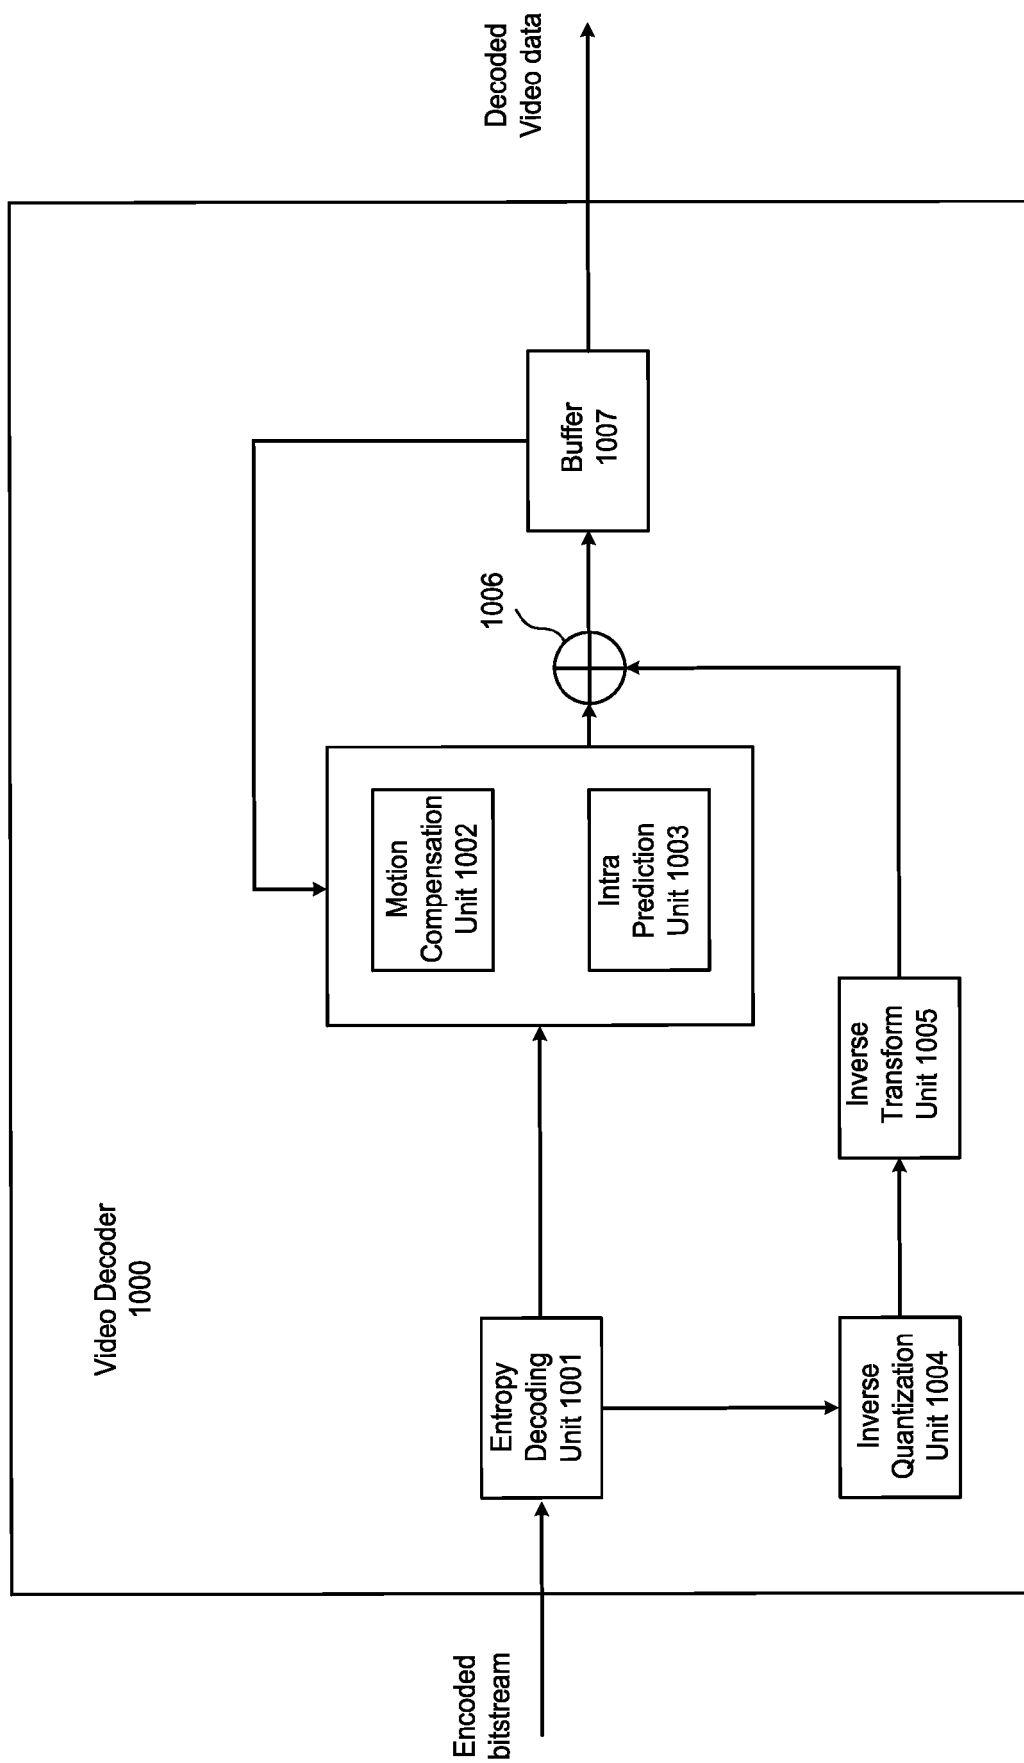 Video Decoder
1000
Encoded
bitstream
Entropy
Decoding
Unit 1001
Motion
Compensation
Unit 1002
Intra
Prediction
Unit 1003
1006
Buffer
1007
Decoded
Video data
Inverse
Quantization
Unit 1004
Inverse
Transform
Unit 1005